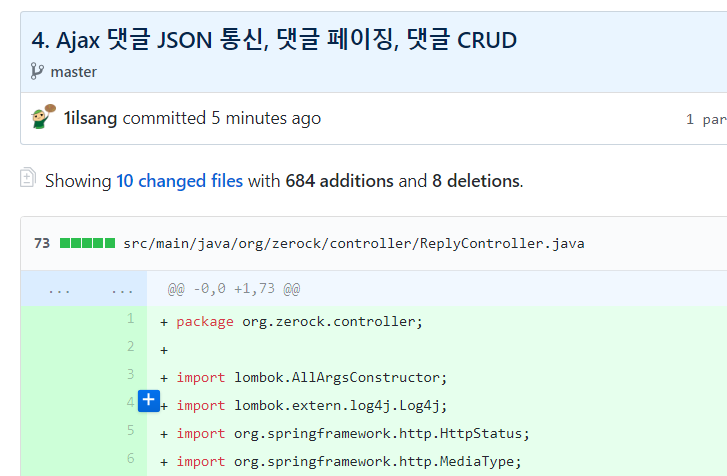 4. Ajax 댓글 JSON 통신, 댓글 페이징, 댓글 CRUD
master
1ilsang committed 5 minutes ago 1 par
Showing 10 changed files with 684 additions and 8 deletions.
73 src/main/java/org/zerock/controller/ReplyController.java
... ... @@ -0,0 +1,73 @@
1 + package org.zerock.controller;
2 +
3 + import lombok.AllArgsConstructor;
4 + + import lombok.extern.log4j.Log4j;
5 + import org.springframework.http.HttpStatus;
6 + import org.springframework.http.MediaType;